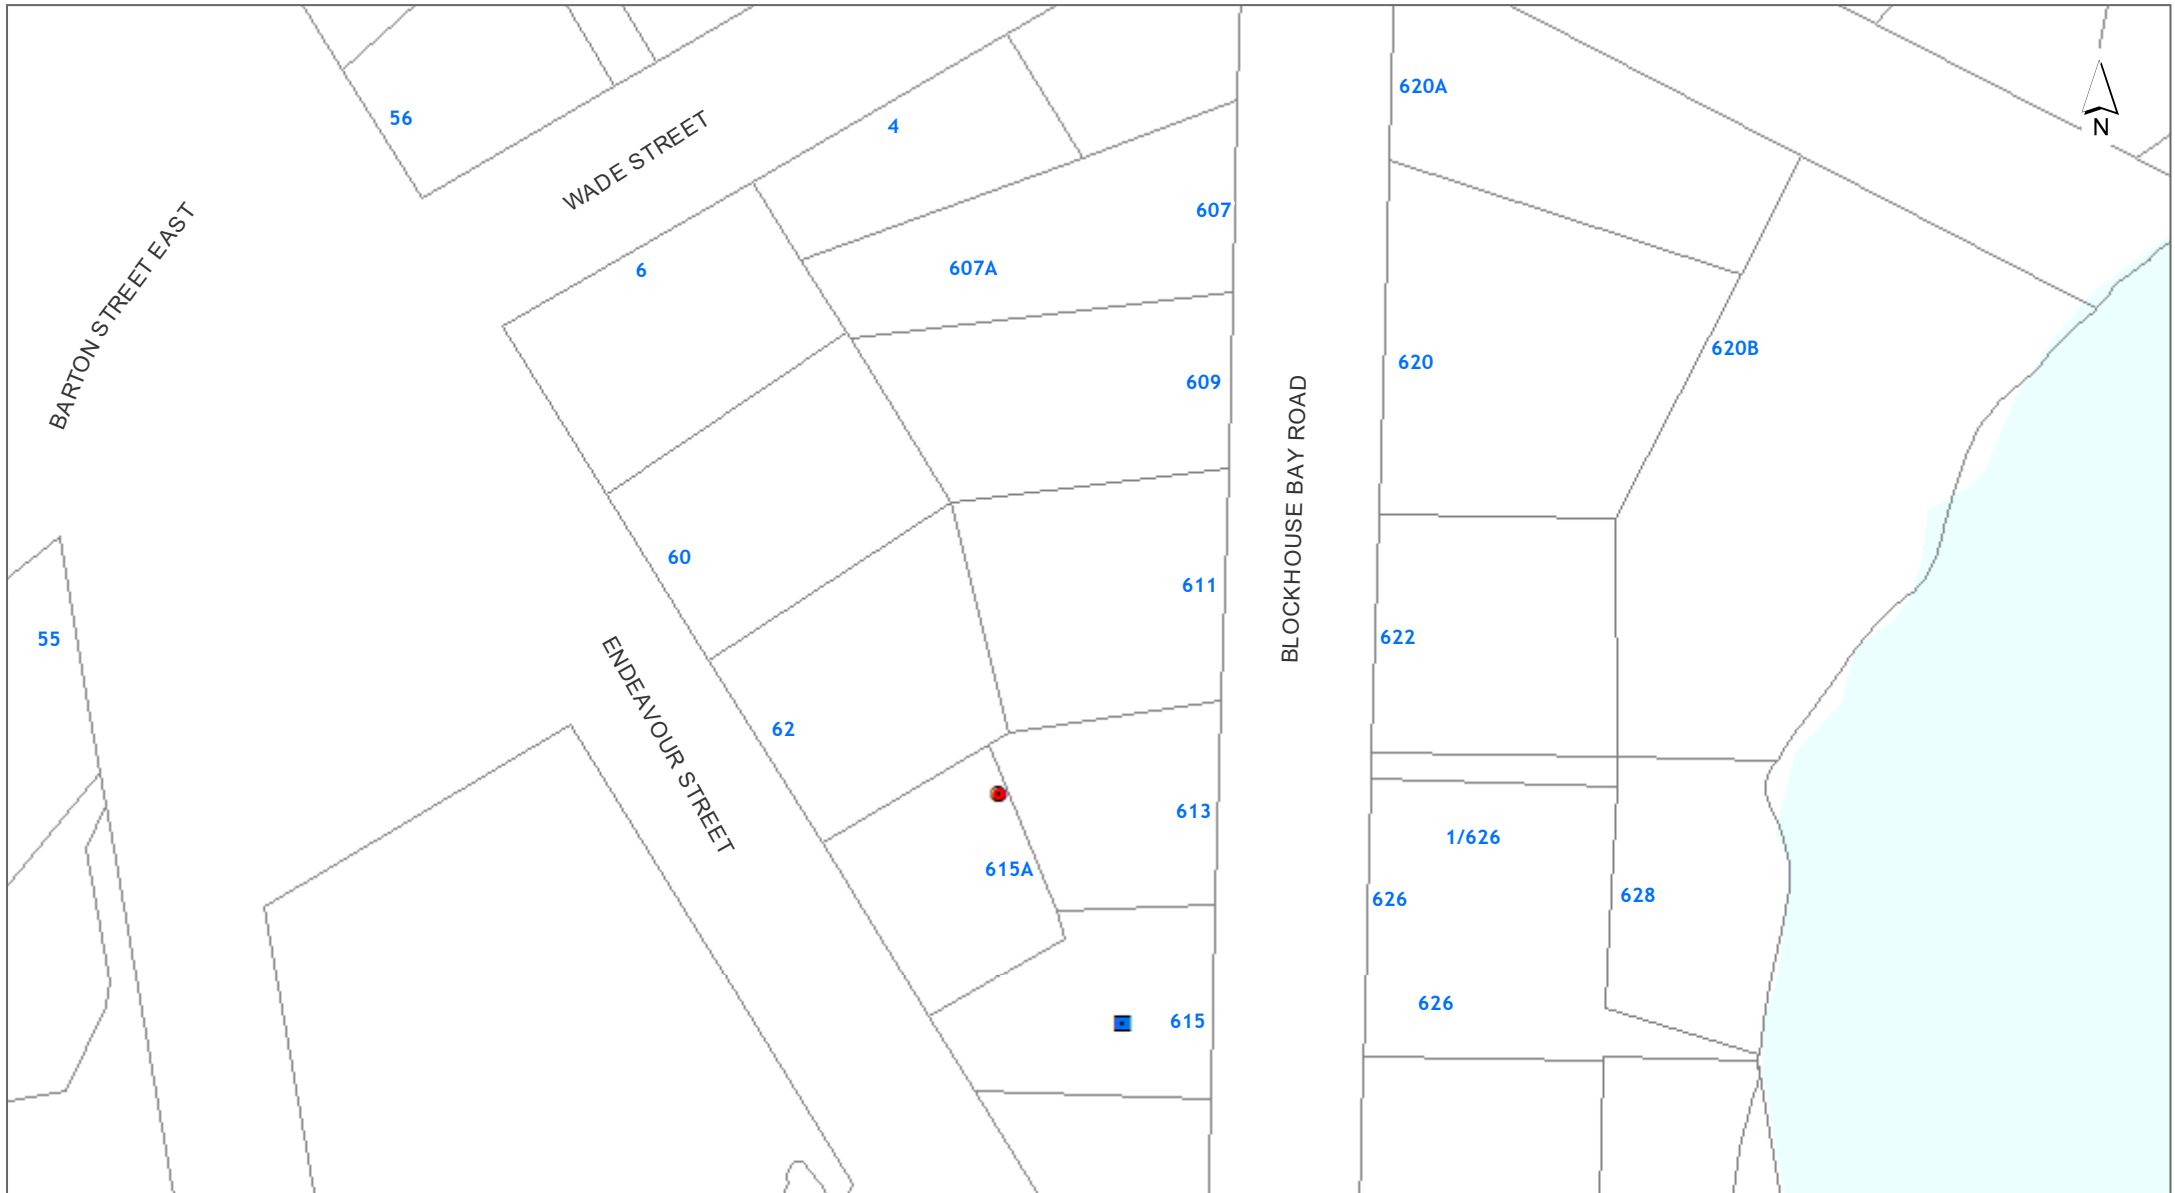 620A
56
4
N
WADE STREET
607
BARTON STREET EAST
6
607A
620B
620
609
BLOCKHOUSE BAY ROAD
60
611
622
55
ENDEAVOUR STREET
62
613
1/626
615A
626
628
626
615